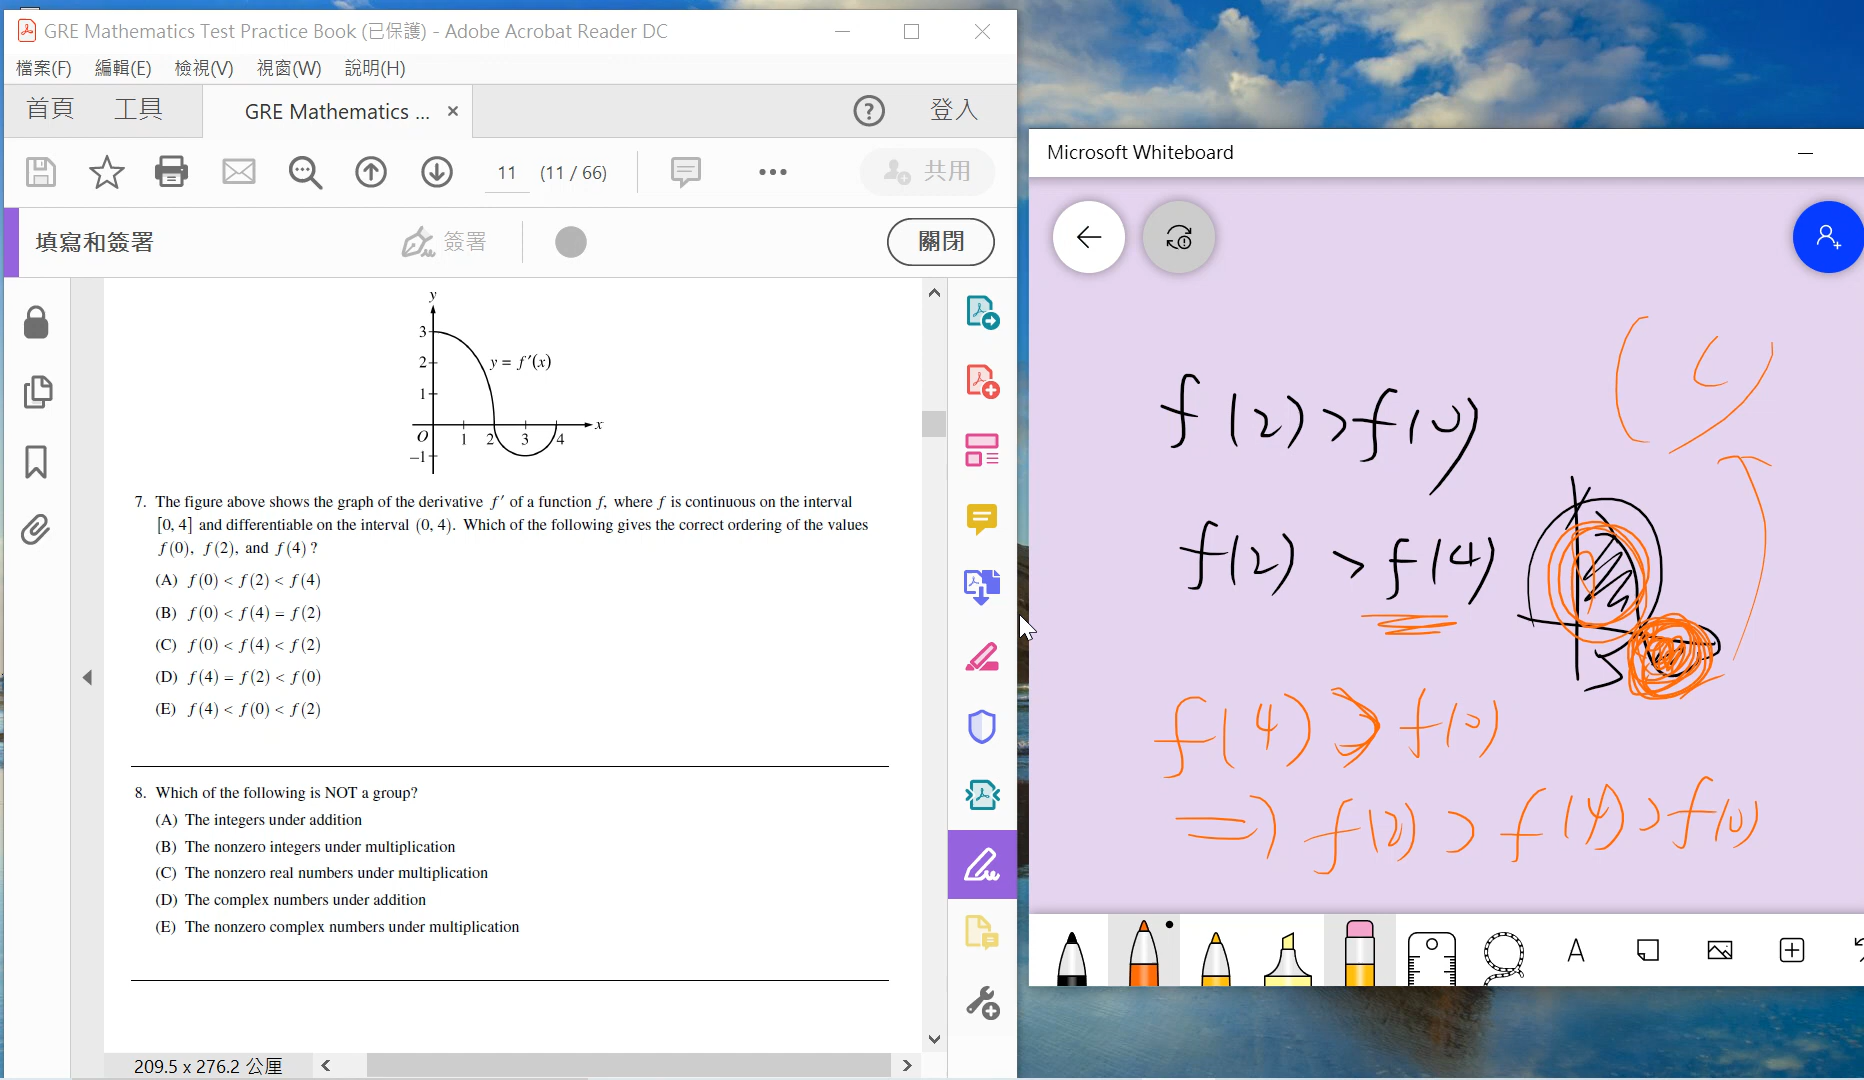 GRE Mathematics Test Practice Book (已保護) - Adobe Acrobat Reader DC
檔案(F) 編輯(E) 檢視(V) 視窗(W) 說明(H)
首頁 工具 GRE Mathematics ... × ? 登入
11 (11 / 66) 共用
填寫和簽署 簽署 關閉
y
3
2
y = f′(x)
1
O 1 2 3 4 x
−1
7. The figure above shows the graph of the derivative f′ of a function f, where f is continuous on the interval
[0, 4] and differentiable on the interval (0, 4). Which of the following gives the correct ordering of the values
f(0), f(2), and f(4)?
(A) f(0) < f(2) < f(4)
(B) f(0) < f(4) = f(2)
(C) f(0) < f(4) < f(2)
(D) f(4) = f(2) < f(0)
(E) f(4) < f(0) < f(2)
8. Which of the following is NOT a group?
(A) The integers under addition
(B) The nonzero integers under multiplication
(C) The nonzero real numbers under multiplication
(D) The complex numbers under addition
(E) The nonzero complex numbers under multiplication
209.5 x 276.2 公厘
Microsoft Whiteboard
(C)
f(2) > f(0)
f(2) > f(4)
f(4) > f(0)
⇒ f(2) > f(4) > f(0)